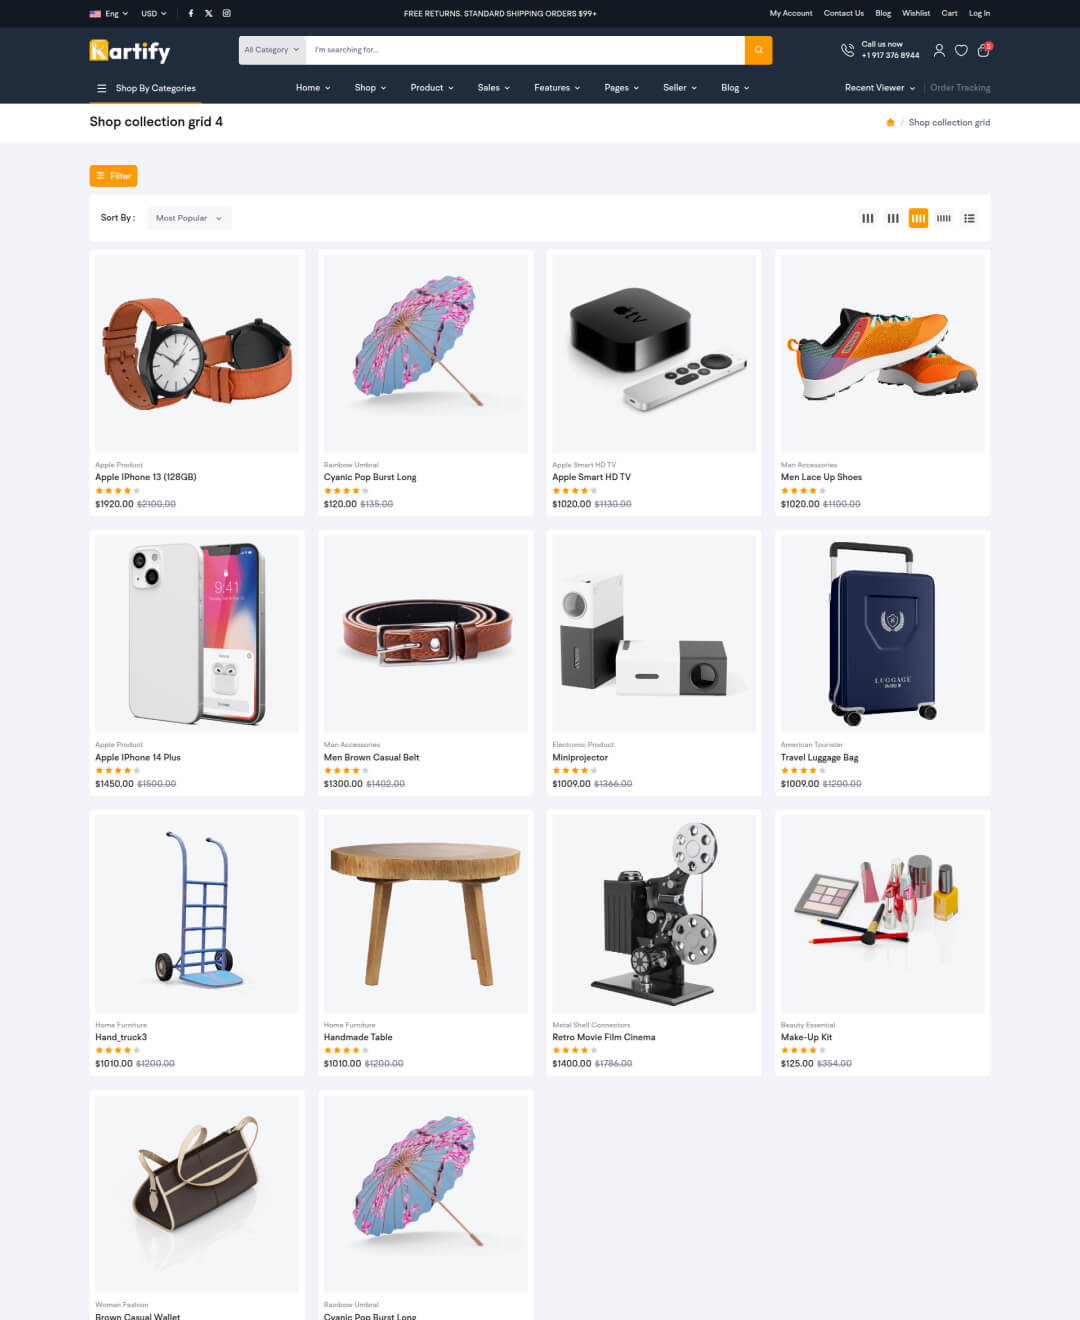 Eng USD FREE RETURNS. STANDARD SHIPPING ORDERS $99+ My Account Contact Us Blog Wishlist Cart Log In
Kartify All Category I'm searching for... Call us now
+1 917 376 8944 5
Shop By Categories Home Shop Product Sales Features Pages Seller Blog Recent Viewer Order Tracking
Shop collection grid 4 / Shop collection grid
Filter
Sort By : Most Popular
tv
Apple Product Rainbow Umbral Apple Smart HD TV Man Accessories
Apple IPhone 13 (128GB) Cyanic Pop Burst Long Apple Smart HD TV Men Lace Up Shoes
$1920.00 $2100.00 $120.00 $135.00 $1020.00 $1130.00 $1020.00 $1100.00
9:41
LUGGAGE
Apple Product Man Accessories Electronic Product American Tourister
Apple IPhone 14 Plus Men Brown Casual Belt Miniprojector Travel Luggage Bag
$1450.00 $1500.00 $1300.00 $1402.00 $1009.00 $1366.00 $1009.00 $1200.00
Home Furniture Home Furniture Metal Shell Connectors Beauty Essential
Hand_truck3 Handmade Table Retro Movie Film Cinema Make-Up Kit
$1010.00 $1200.00 $1010.00 $1200.00 $1400.00 $1786.00 $125.00 $354.00
Woman Fashion Rainbow Umbral
Brown Casual Wallet Cyanic Pop Burst Long